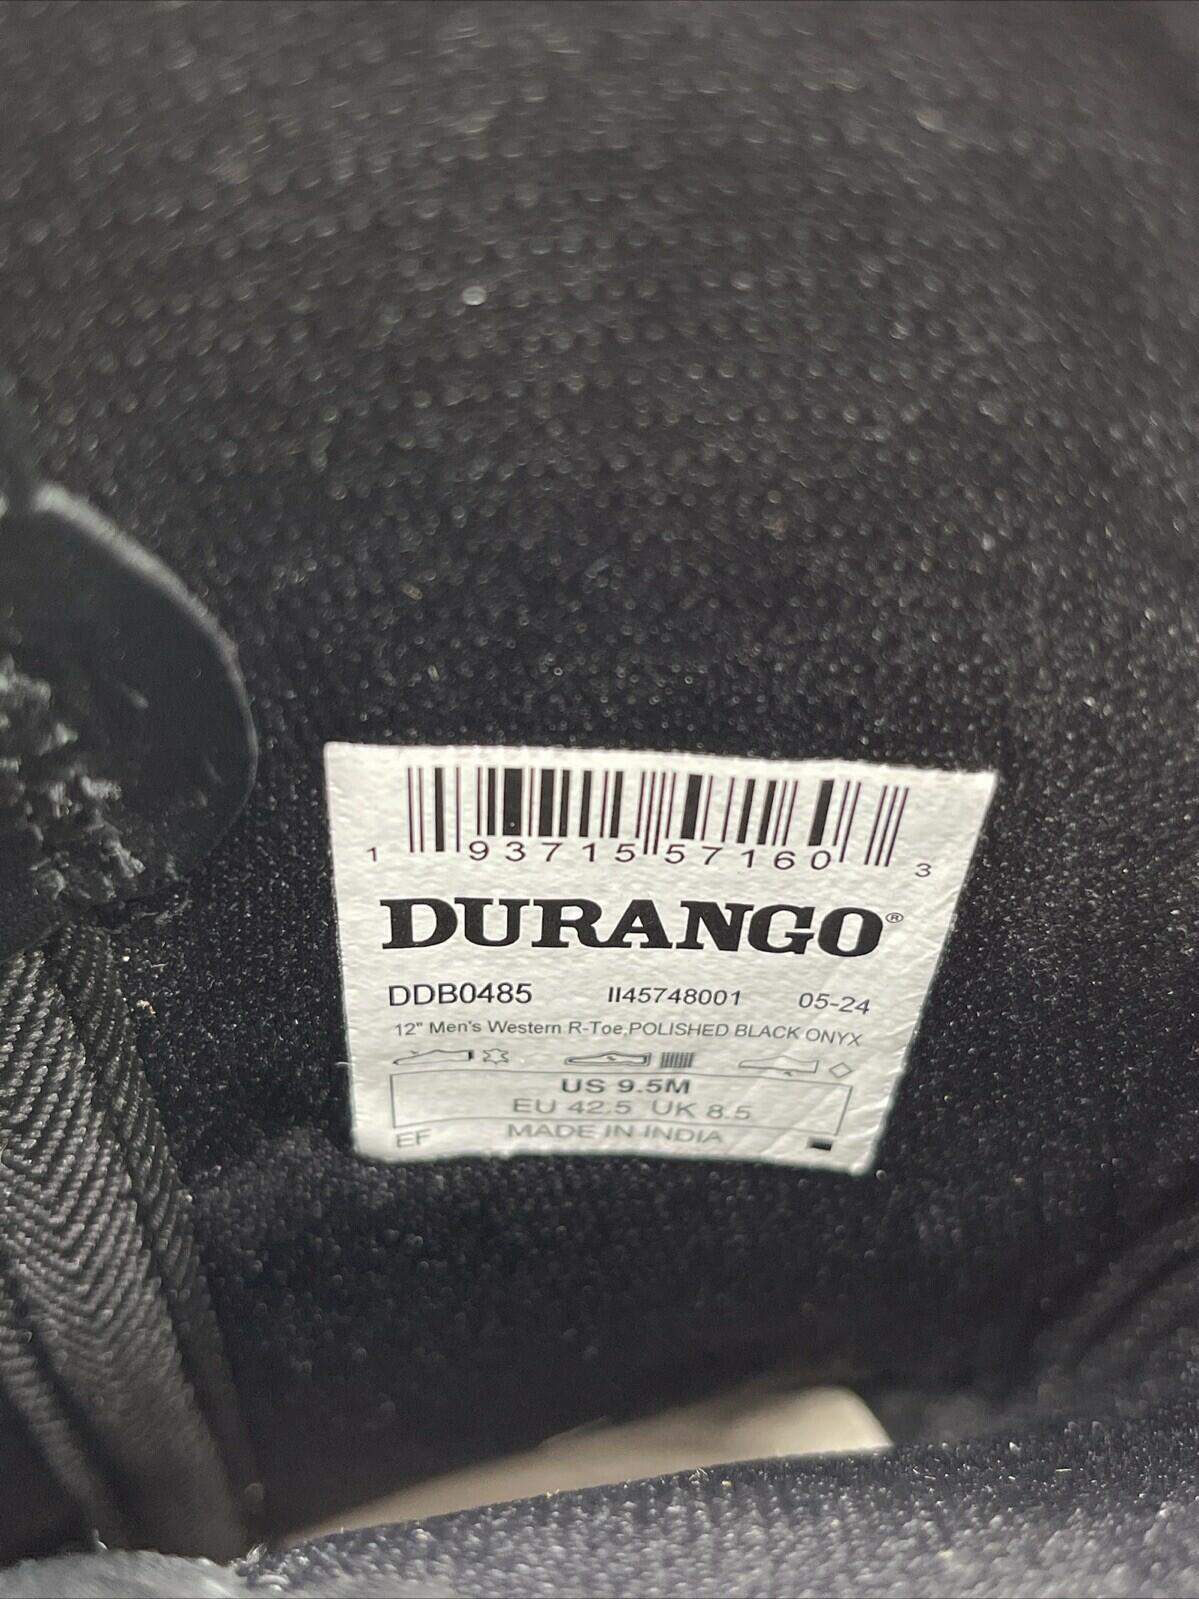 1 93715 57160 3
DURANGO®
DDB0485 II45748001 05-24
12" Men's Western R-Toe,POLISHED BLACK ONYX
US 9.5M
EU 42.5 UK 8.5
EF MADE IN INDIA